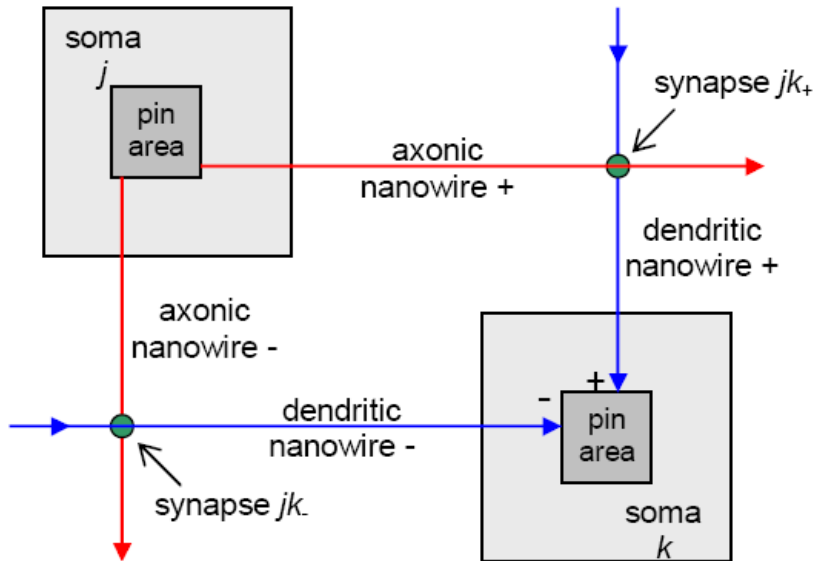 soma
j
pin
area
synapse jk+
axonic
nanowire +
dendritic
nanowire +
axonic
nanowire -
dendritic
nanowire -
- +
pin
area
synapse jk-
soma
k